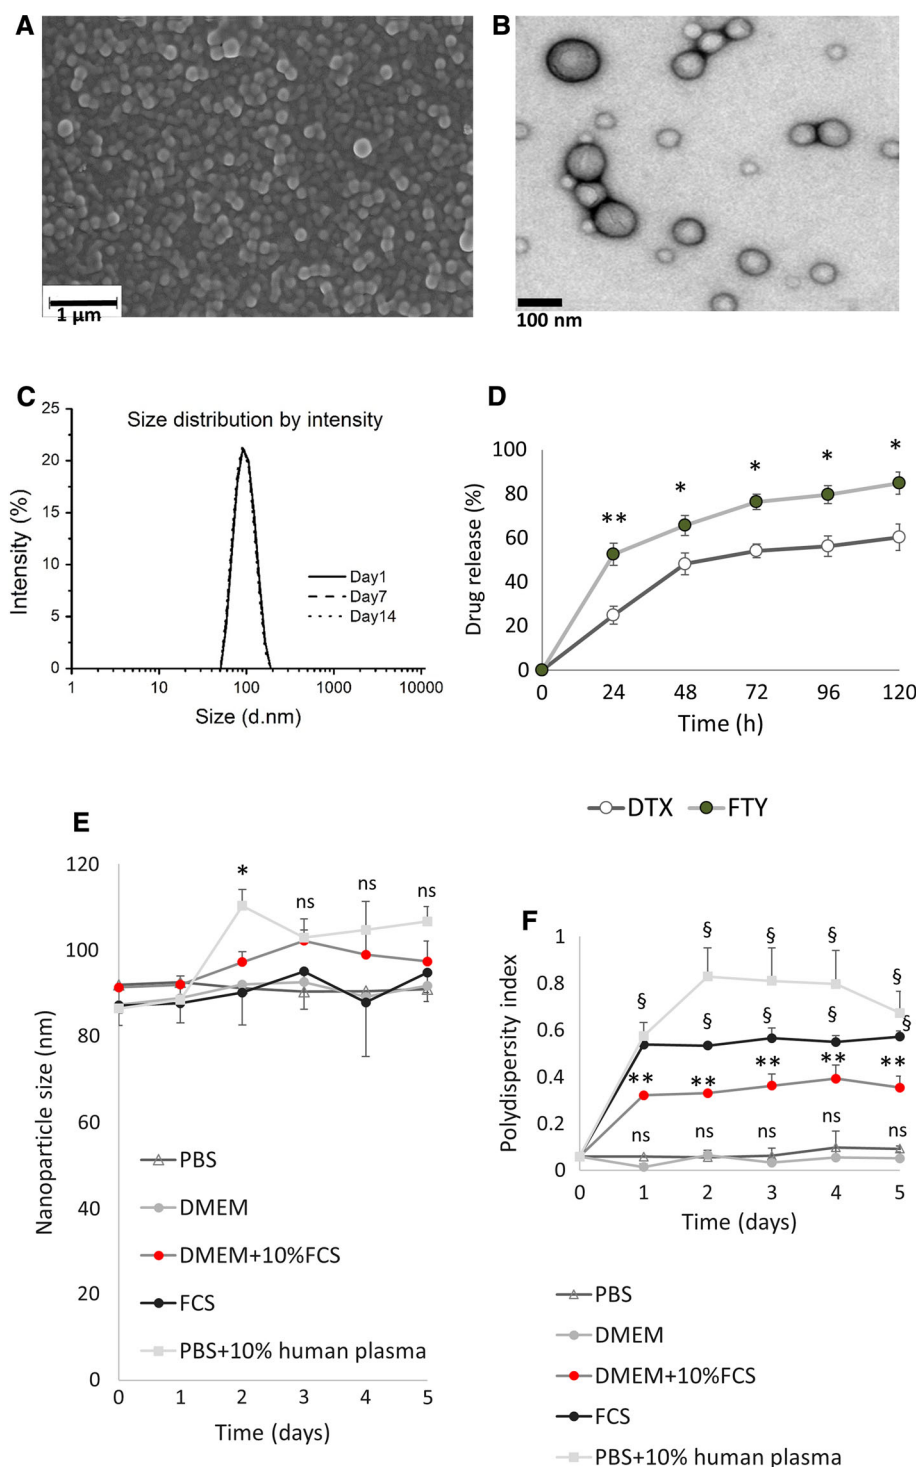 A
B
1 µm
100 nm
C
Size distribution by intensity
25
20
15
10
5
0
Intensity (%)
Day1
Day7
Day14
1
10
100
1000
10000
Size (d.nm)
D
100
80
60
40
20
0
Drug release (%)
**
*
*
*
*
0
24
48
72
96
120
Time (h)
DTX
FTY
E
120
100
80
60
40
20
0
Nanoparticle size (nm)
*
ns
ns
ns
PBS
DMEM
DMEM+10%FCS
FCS
PBS+10% human plasma
0
1
2
3
4
5
Time (days)
F
1
0.8
0.6
0.4
0.2
0
Polydispersity index
§
§
§
§
§
§
§
§
§
**
**
**
**
**
ns
ns
ns
ns
ns
0
1
2
3
4
5
Time (days)
PBS
DMEM
DMEM+10%FCS
FCS
PBS+10% human plasma